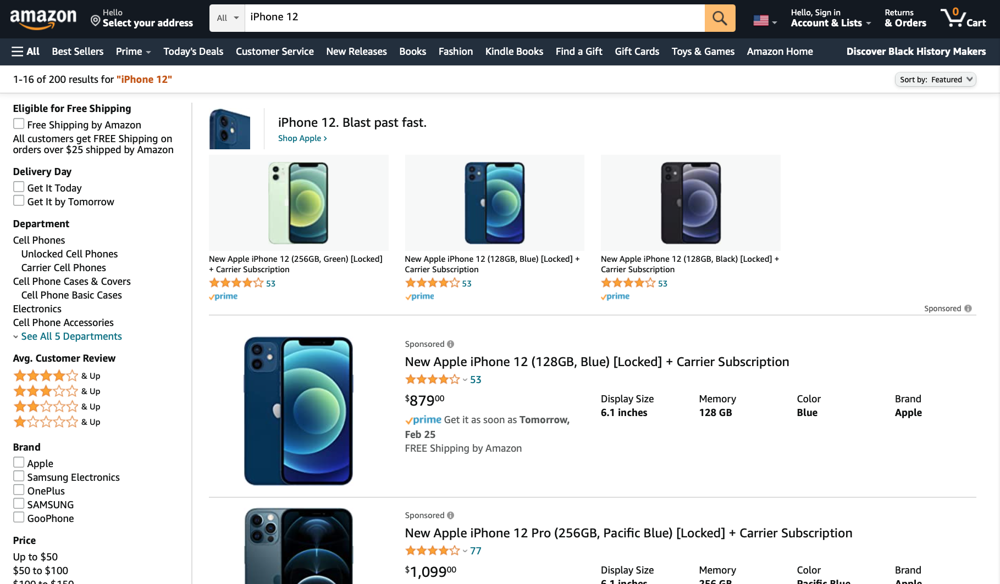 amazon
Hello
Select your address
All
iPhone 12
Hello, Sign in
Account & Lists
Returns
& Orders
0
Cart
All
Best Sellers
Prime
Today's Deals
Customer Service
New Releases
Books
Fashion
Kindle Books
Find a Gift
Gift Cards
Toys & Games
Amazon Home
Discover Black History Makers
1-16 of 200 results for "iPhone 12"
Sort by: Featured
Eligible for Free Shipping
Free Shipping by Amazon
All customers get FREE Shipping on
orders over $25 shipped by Amazon
Delivery Day
Get It Today
Get It by Tomorrow
Department
Cell Phones
Unlocked Cell Phones
Carrier Cell Phones
Cell Phone Cases & Covers
Cell Phone Basic Cases
Electronics
Cell Phone Accessories
See All 5 Departments
Avg. Customer Review
& Up
& Up
& Up
& Up
Brand
Apple
Samsung Electronics
OnePlus
SAMSUNG
GooPhone
Price
Up to $50
$50 to $100
$100 to $150
iPhone 12. Blast past fast.
Shop Apple ›
New Apple iPhone 12 (256GB, Green) [Locked]
+ Carrier Subscription
53
prime
New Apple iPhone 12 (128GB, Blue) [Locked] +
Carrier Subscription
53
prime
New Apple iPhone 12 (128GB, Black) [Locked] +
Carrier Subscription
53
prime
Sponsored
Sponsored
New Apple iPhone 12 (128GB, Blue) [Locked] + Carrier Subscription
53
$87900
prime Get it as soon as Tomorrow,
Feb 25
FREE Shipping by Amazon
Display Size
6.1 inches
Memory
128 GB
Color
Blue
Brand
Apple
Sponsored
New Apple iPhone 12 Pro (256GB, Pacific Blue) [Locked] + Carrier Subscription
77
$1,09900
Display Size
6.1 inches
Memory
256 GB
Color
Pacific Blue
Brand
Apple